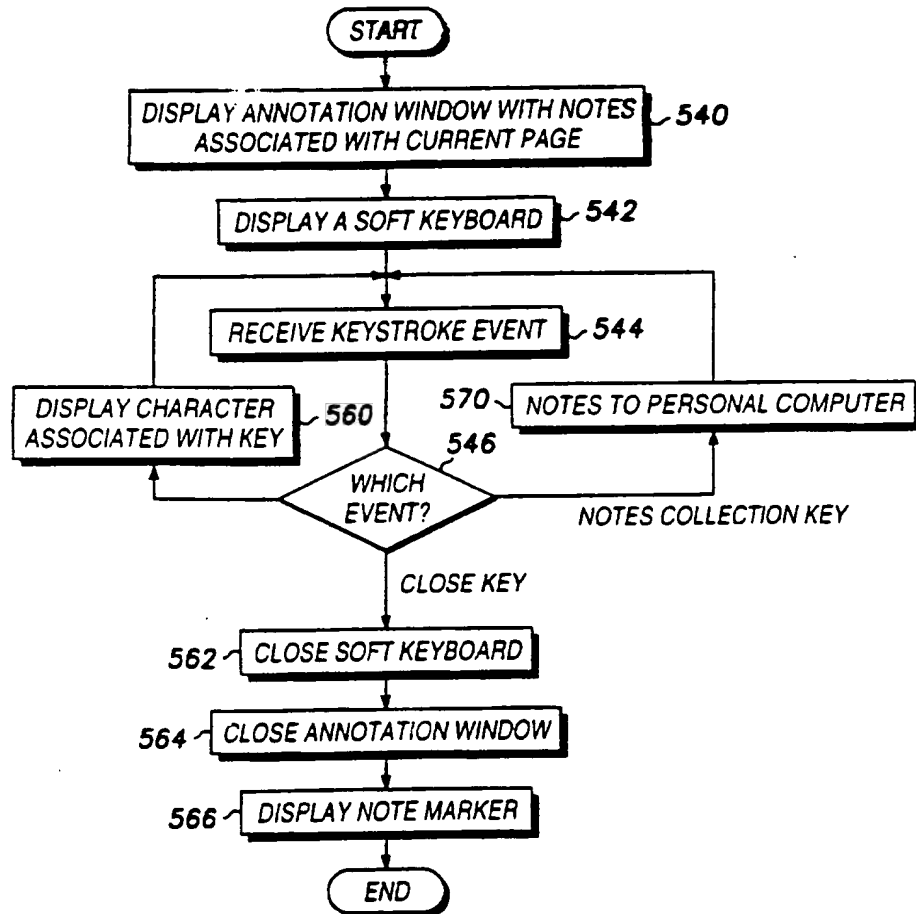 START
DISPLAY ANNOTATION WINDOW WITH NOTES
ASSOCIATED WITH CURRENT PAGE
540
DISPLAY A SOFT KEYBOARD
542
RECEIVE KEYSTROKE EVENT
544
DISPLAY CHARACTER
ASSOCIATED WITH KEY
560
570
NOTES TO PERSONAL COMPUTER
546
WHICH
EVENT?
NOTES COLLECTION KEY
CLOSE KEY
562
CLOSE SOFT KEYBOARD
564
CLOSE ANNOTATION WINDOW
566
DISPLAY NOTE MARKER
END